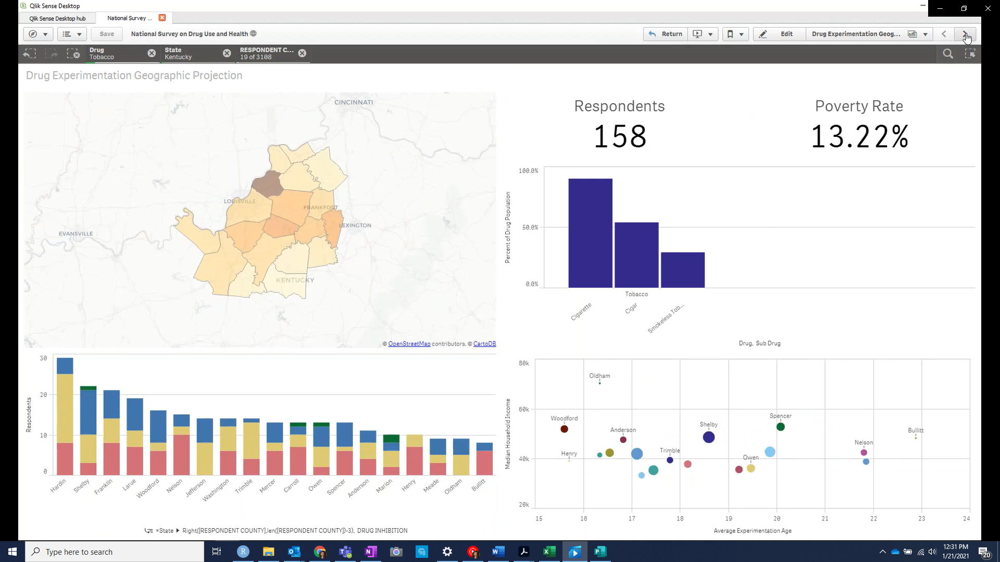 Qlik Sense Desktop
Qlik Sense Desktop hub
National Survey ...
Save
National Survey on Drug Use and Health
Return
Edit
Drug Experimentation Geog...
Drug
Tobacco
State
Kentucky
RESPONDENT C...
19 of 3108
Drug Experimentation Geographic Projection
CINCINNATI
LOUISVILLE
FRANKFORT
LEXINGTON
EVANSVILLE
KENTUCKY
© OpenStreetMap contributors, © CartoDB
Respondents
158
Poverty Rate
13.22%
100.0%
50.0%
0.0%
Percent of Drug Population
Tobacco
Cigarette
Cigar
Smokeless Tob...
Drug, Sub Drug
30
20
10
0
Respondents
Hardin
Shelby
Franklin
Larue
Woodford
Nelson
Jefferson
Washington
Trimble
Mercer
Carroll
Owen
Spencer
Anderson
Marion
Henry
Meade
Oldham
Bullitt
=State Right([RESPONDENT COUNTY],len([RESPONDENT COUNTY])-3), DRUG INHIBITION
80k
60k
40k
20k
Median Household Income
Oldham
Woodford
Anderson
Henry
Trimble
Shelby
Spencer
Owen
Nelson
Bullitt
15
16
17
18
19
20
21
22
23
24
Average Experimentation Age
Type here to search
12:31 PM
1/21/2021
20